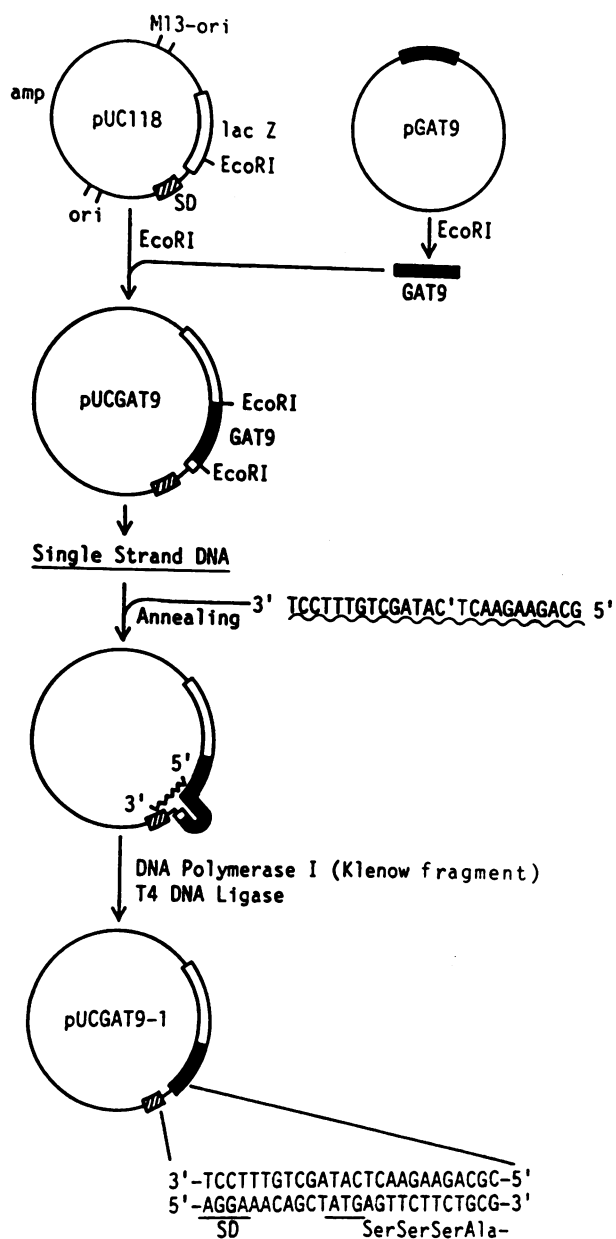 M13-ori
amp
pUC118
lac Z
EcoRI
SD
ori
pGAT9
EcoRI
EcoRI
GAT9
pUCGAT9
EcoRI
GAT9
EcoRI
Single Strand DNA
Annealing
3' TCCTTTGTCGATAC'TCAAGAAGACG 5'
5'
3'
DNA Polymerase I (Klenow fragment)
T4 DNA Ligase
pUCGAT9-1
3'-TCCTTTGTCGATACTCAAGAAGACGC-5'
5'-AGGAAACAGCTATGAGTTCTTCTGCG-3'
SD SerSerSerAla-